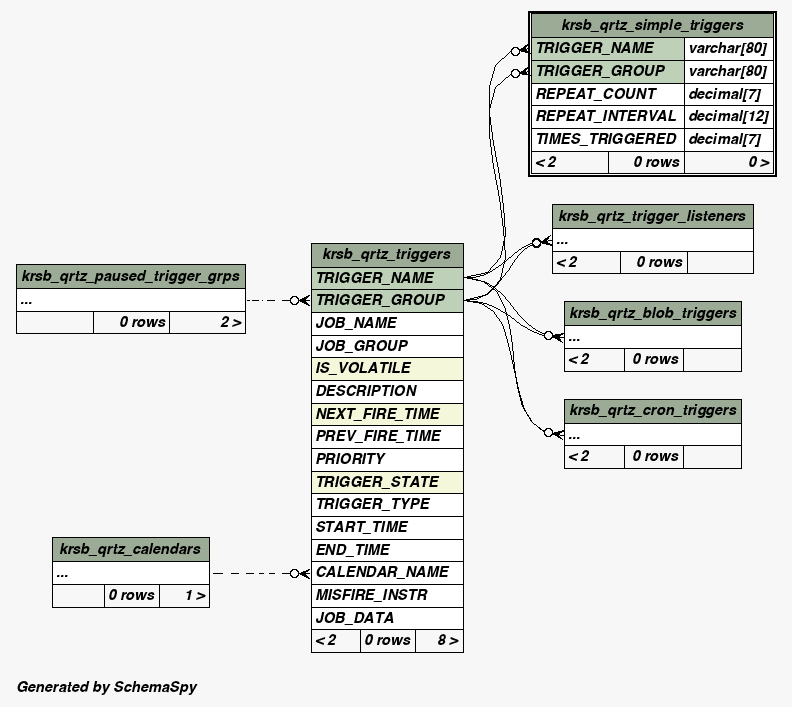 krsb_qrtz_simple_triggers
TRIGGER_NAME varchar[80]
TRIGGER_GROUP varchar[80]
REPEAT_COUNT decimal[7]
REPEAT_INTERVAL decimal[12]
TIMES_TRIGGERED decimal[7]
< 2 0 rows 0 >
krsb_qrtz_trigger_listeners
...
< 2 0 rows
krsb_qrtz_paused_trigger_grps
...
0 rows 2 >
krsb_qrtz_triggers
TRIGGER_NAME
TRIGGER_GROUP
JOB_NAME
JOB_GROUP
IS_VOLATILE
DESCRIPTION
NEXT_FIRE_TIME
PREV_FIRE_TIME
PRIORITY
TRIGGER_STATE
TRIGGER_TYPE
START_TIME
END_TIME
CALENDAR_NAME
MISFIRE_INSTR
JOB_DATA
< 2 0 rows 8 >
krsb_qrtz_blob_triggers
...
< 2 0 rows
krsb_qrtz_cron_triggers
...
< 2 0 rows
krsb_qrtz_calendars
...
0 rows 1 >
Generated by SchemaSpy